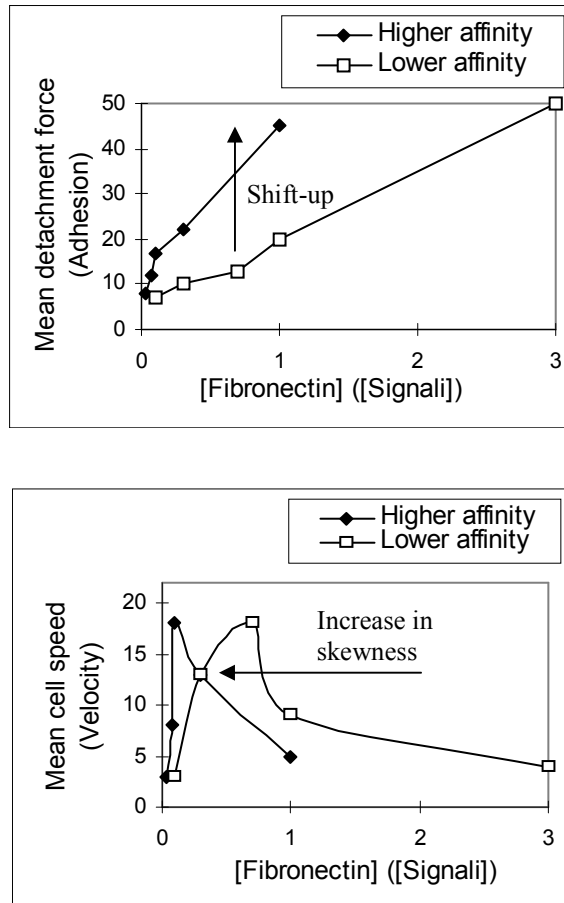 Higher affinity
Lower affinity
50
40
30
20
10
0
Mean detachment force
(Adhesion)
Shift-up
0
1
2
3
[Fibronectin] ([Signali])
Higher affinity
Lower affinity
20
15
10
5
0
Mean cell speed
(Velocity)
Increase in
skewness
0
1
2
3
[Fibronectin] ([Signali])